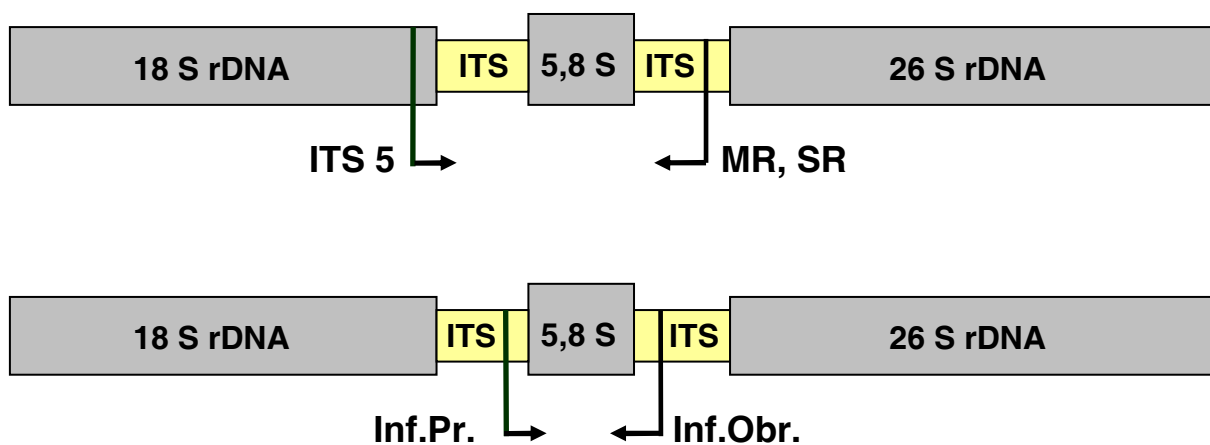 18 S rDNA ITS 5,8 S ITS 26 S rDNA
ITS 5 MR, SR
18 S rDNA ITS 5,8 S ITS 26 S rDNA
Inf.Pr. Inf.Obr.